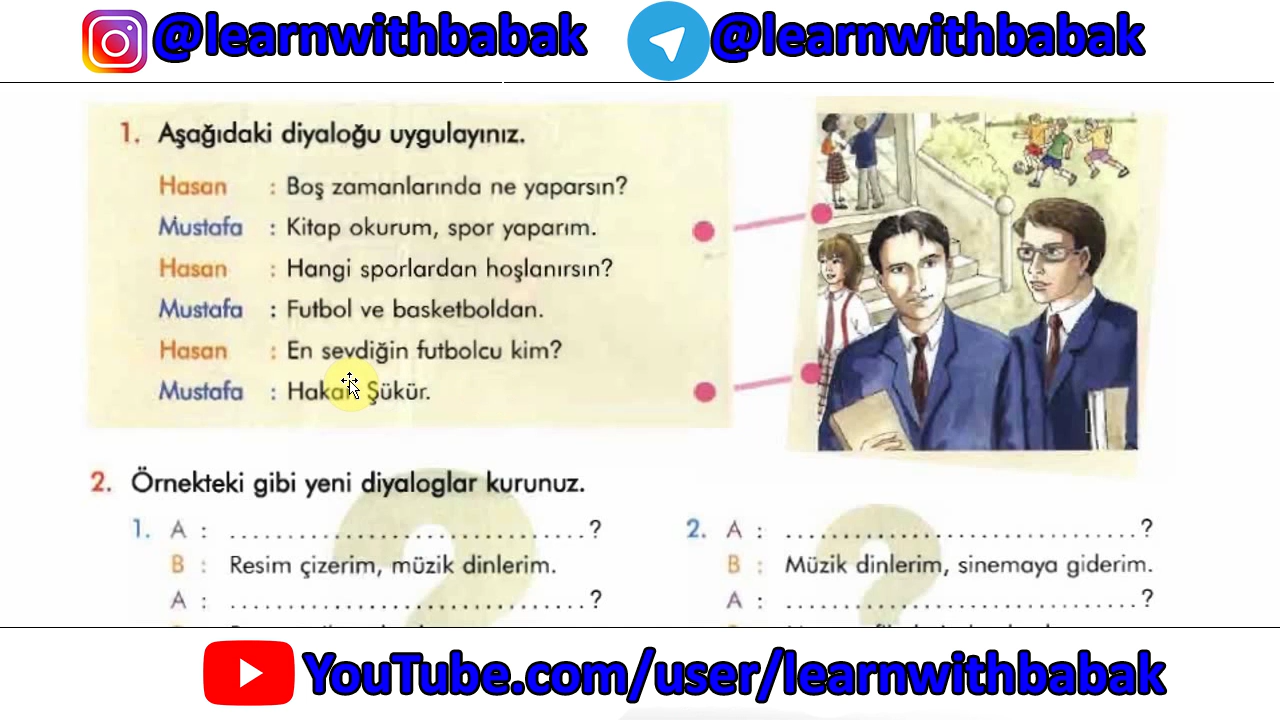 @learnwithbabak @learnwithbabak
1. Aşağıdaki diyaloğu uygulayınız.
Hasan : Boş zamanlarında ne yaparsın?
Mustafa : Kitap okurum, spor yaparım.
Hasan : Hangi sporlardan hoşlanırsın?
Mustafa : Futbol ve basketboldan.
Hasan : En sevdiğin futbolcu kim?
Mustafa : Hakan Şükür.
2. Örnekteki gibi yeni diyaloglar kurunuz.
1. A : ....................................?
B : Resim çizerim, müzik dinlerim.
A : ....................................?
2. A : ....................................?
B : Müzik dinlerim, sinemaya giderim.
A : ....................................?
YouTube.com/user/learnwithbabak